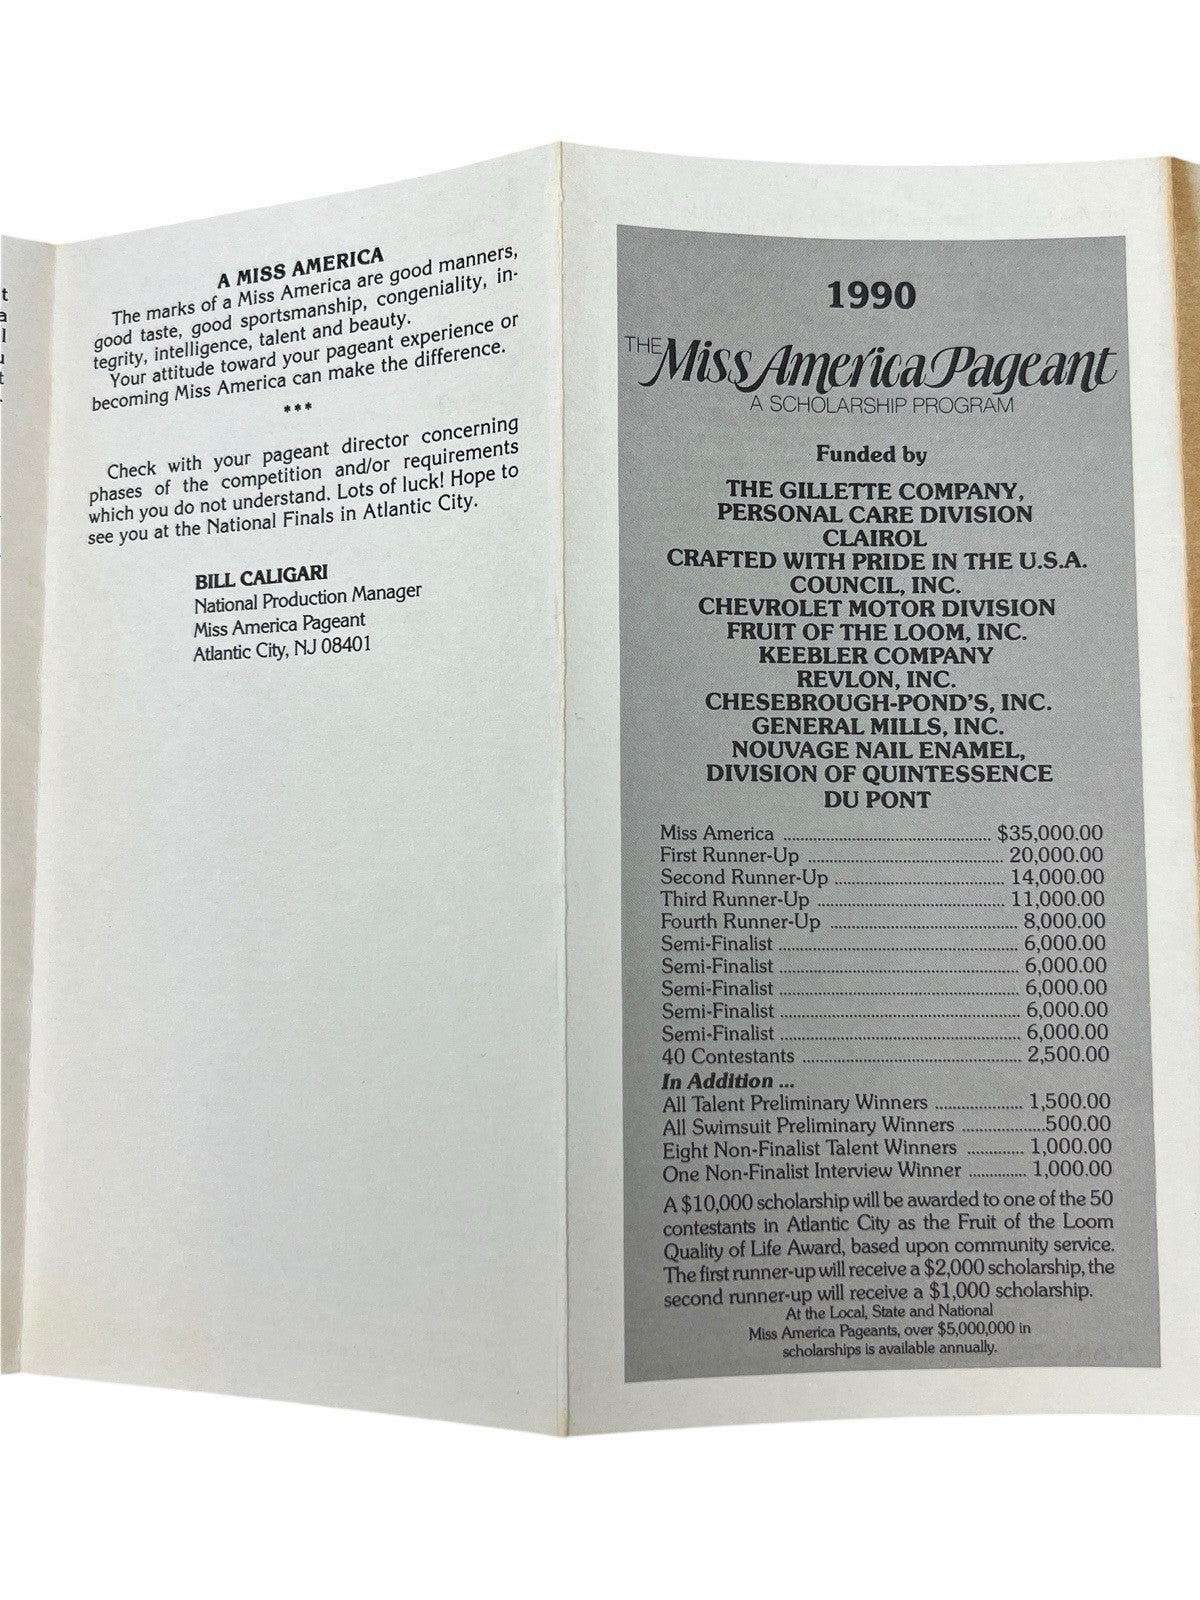 t
a
l
u
t
A MISS AMERICA
The marks of a Miss America are good manners,
good taste, good sportsmanship, congeniality, in-
tegrity, intelligence, talent and beauty.
Your attitude toward your pageant experience or
becoming Miss America can make the difference.
***
Check with your pageant director concerning
phases of the competition and/or requirements
which you do not understand. Lots of luck! Hope to
see you at the National Finals in Atlantic City.
BILL CALIGARI
National Production Manager
Miss America Pageant
Atlantic City, NJ 08401
1990
THE Miss America Pageant
A SCHOLARSHIP PROGRAM
Funded by
THE GILLETTE COMPANY,
PERSONAL CARE DIVISION
CLAIROL
CRAFTED WITH PRIDE IN THE U.S.A.
COUNCIL, INC.
CHEVROLET MOTOR DIVISION
FRUIT OF THE LOOM, INC.
KEEBLER COMPANY
REVLON, INC.
CHESEBROUGH-POND'S, INC.
GENERAL MILLS, INC.
NOUVAGE NAIL ENAMEL,
DIVISION OF QUINTESSENCE
DU PONT
Miss America ........ $35,000.00
First Runner-Up ........ 20,000.00
Second Runner-Up ........ 14,000.00
Third Runner-Up ........ 11,000.00
Fourth Runner-Up ........ 8,000.00
Semi-Finalist ........ 6,000.00
Semi-Finalist ........ 6,000.00
Semi-Finalist ........ 6,000.00
Semi-Finalist ........ 6,000.00
Semi-Finalist ........ 6,000.00
40 Contestants ........ 2,500.00
In Addition ...
All Talent Preliminary Winners ........ 1,500.00
All Swimsuit Preliminary Winners ........500.00
Eight Non-Finalist Talent Winners ........ 1,000.00
One Non-Finalist Interview Winner ........ 1,000.00
A $10,000 scholarship will be awarded to one of the 50
contestants in Atlantic City as the Fruit of the Loom
Quality of Life Award, based upon community service.
The first runner-up will receive a $2,000 scholarship, the
second runner-up will receive a $1,000 scholarship.
At the Local, State and National
Miss America Pageants, over $5,000,000 in
scholarships is available annually.